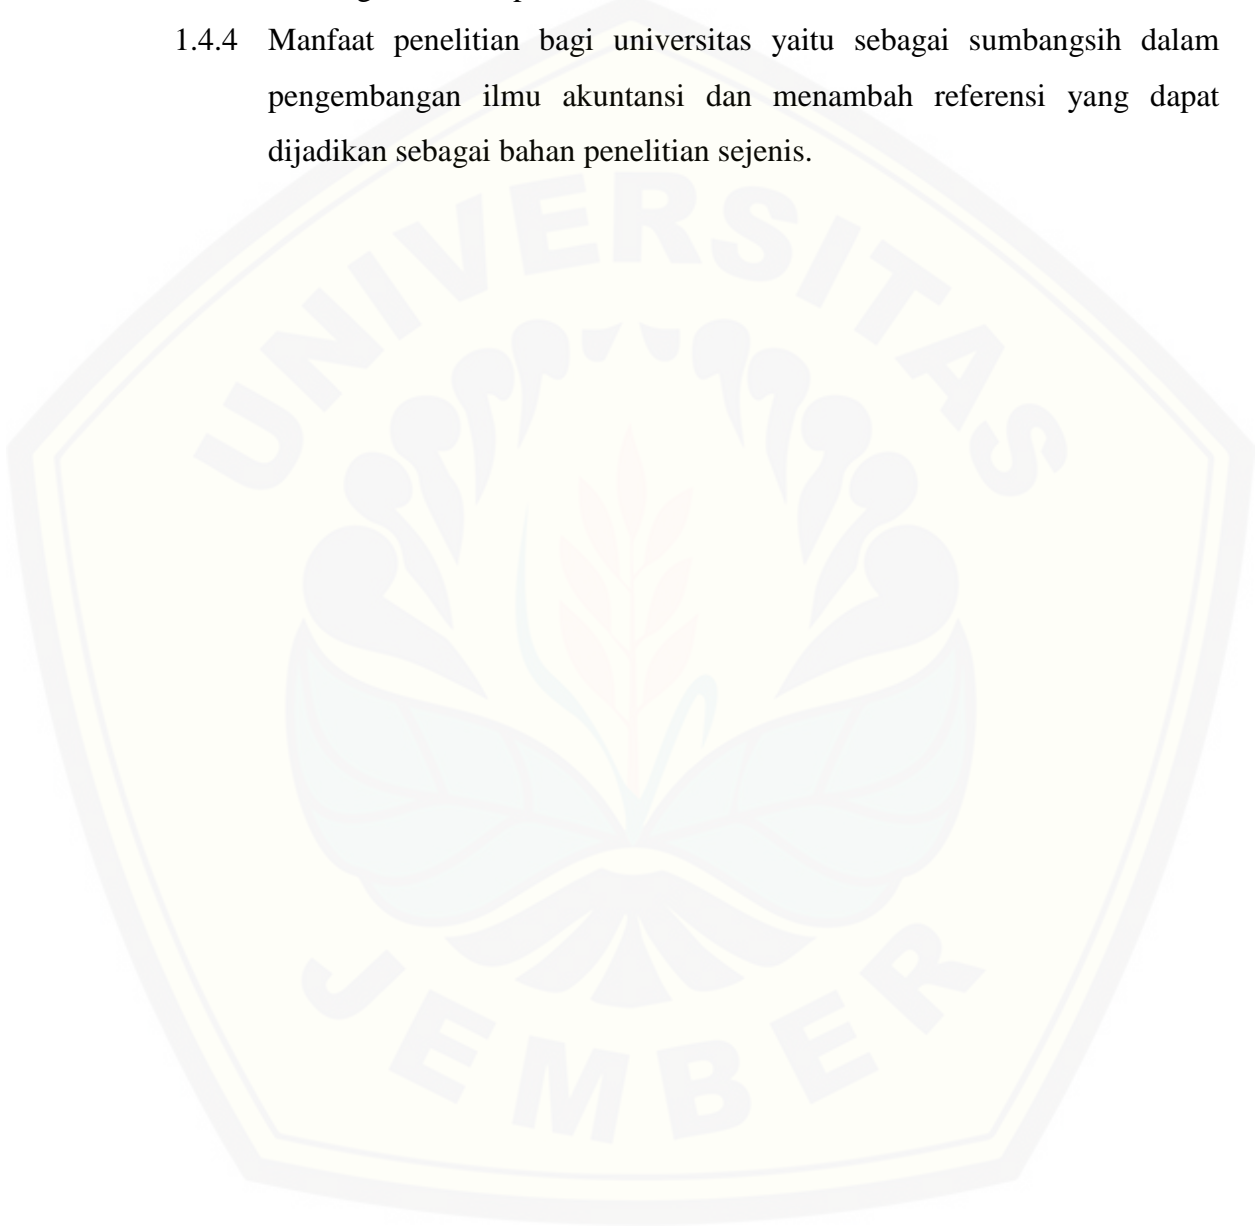 1.4.4 Manfaat penelitian bagi universitas yaitu sebagai sumbangsih dalam
pengembangan ilmu akuntansi dan menambah referensi yang dapat
dijadikan sebagai bahan penelitian sejenis.
UNIVERSITAS
JEMBER